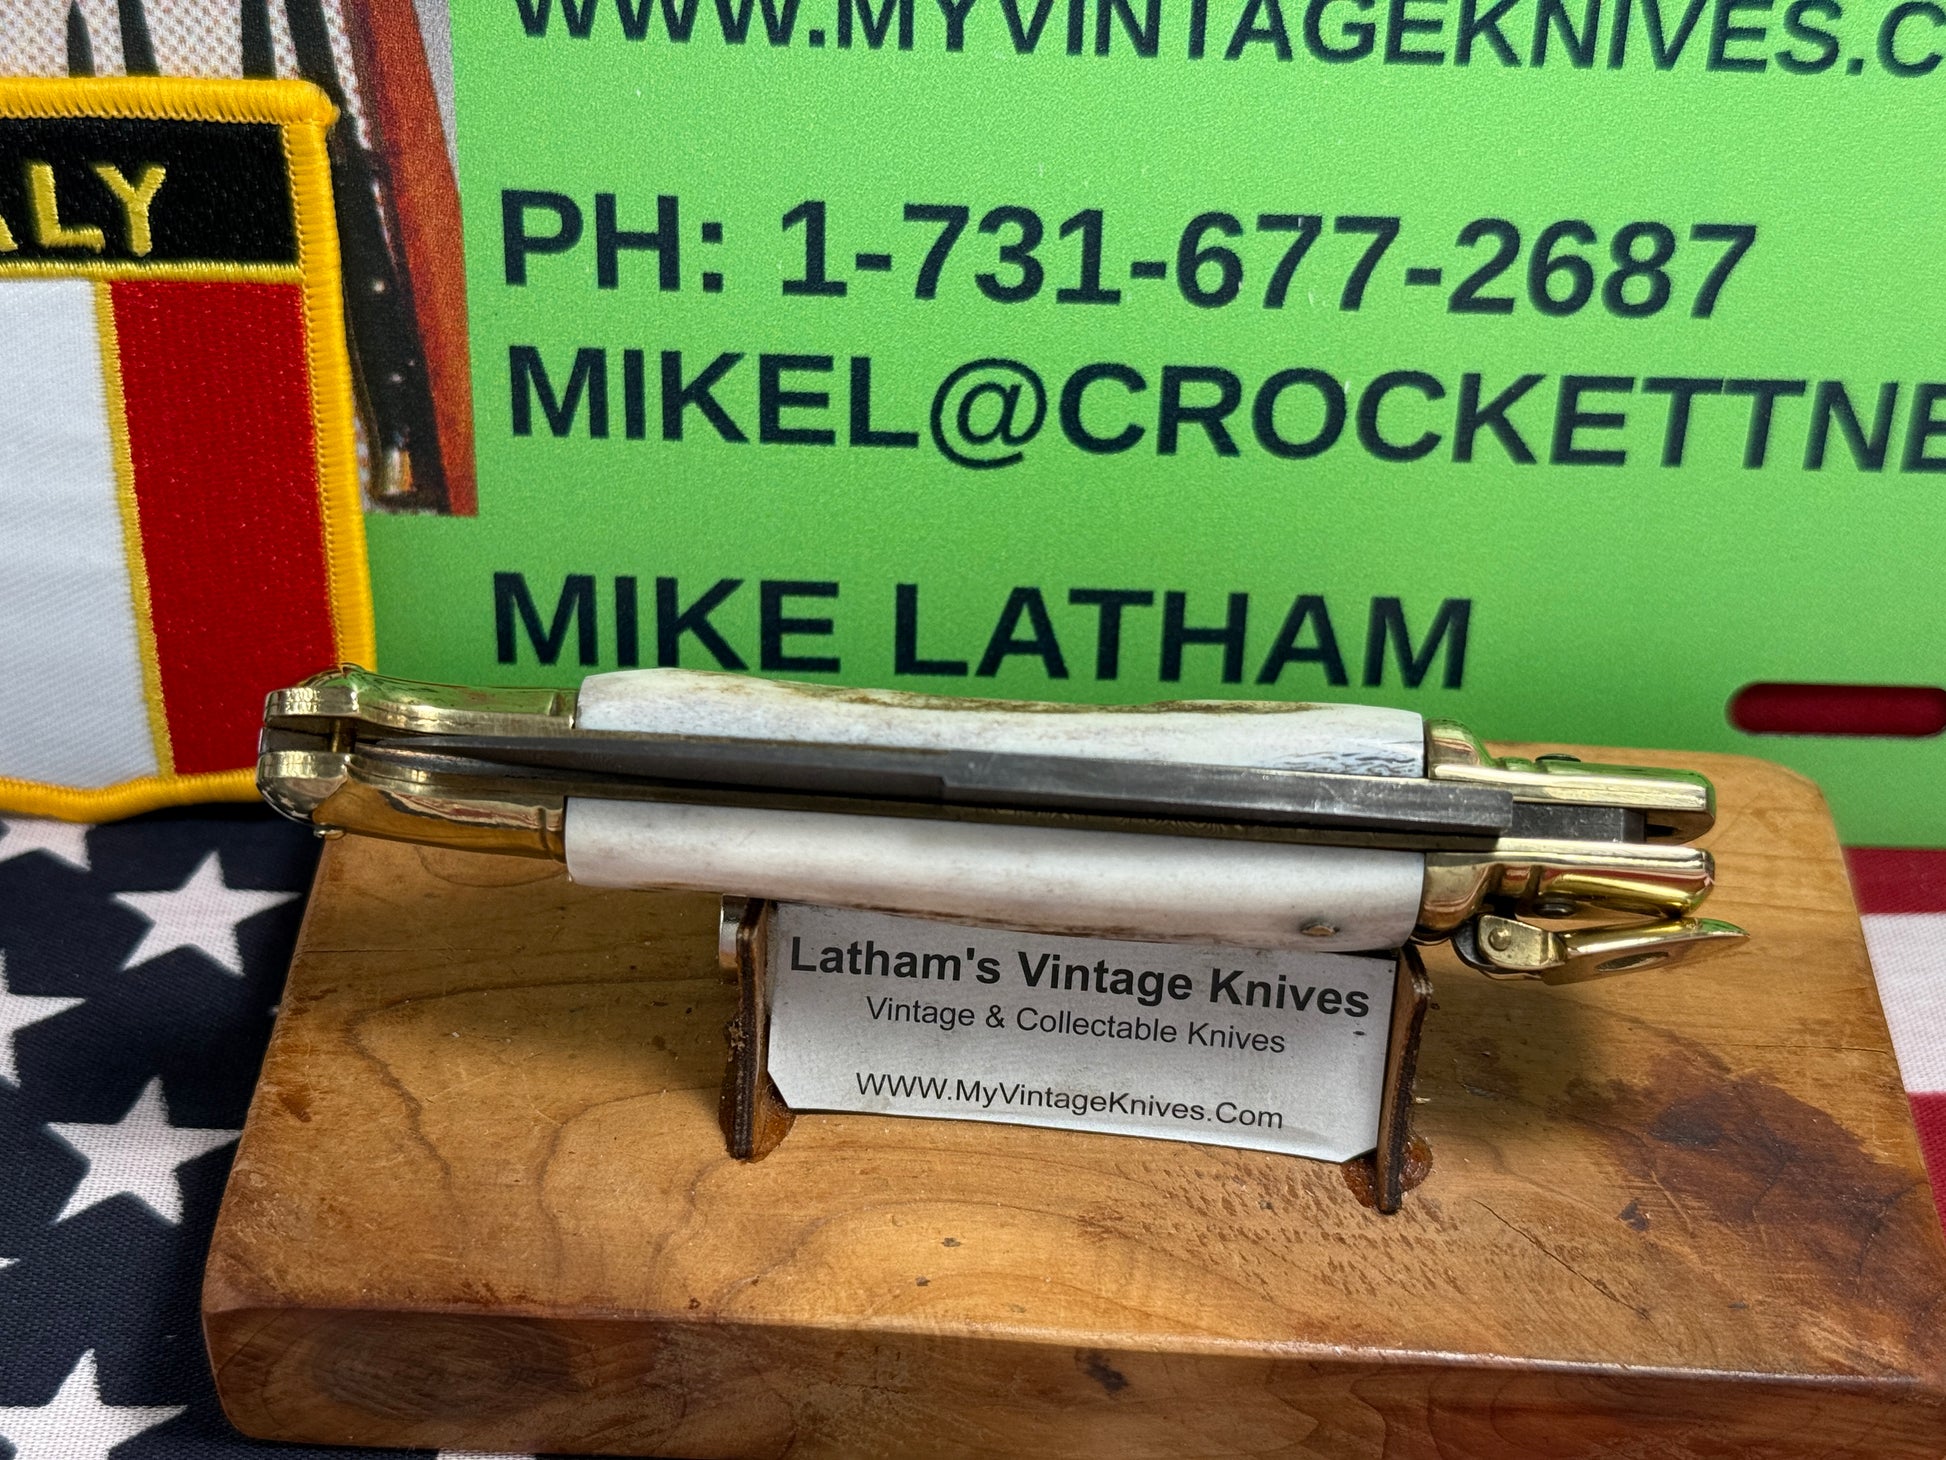 WWW.MYVINTAGEKNIVES.C
ALY
PH: 1-731-677-2687
MIKEL@CROCKETTNE
MIKE LATHAM
Latham's Vintage Knives
Vintage & Collectable Knives
WWW.MyVintageKnives.Com